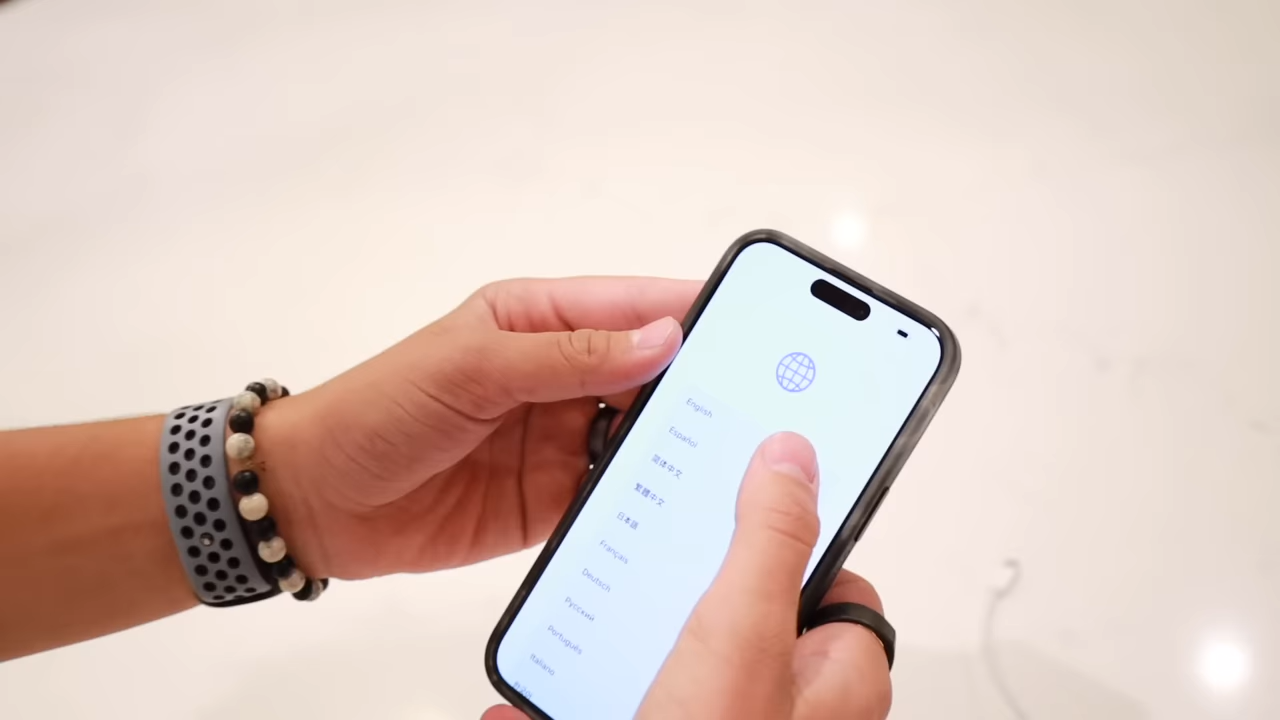 English
Español
简体中文
繁體中文
日本語
Français
Deutsch
Русский
Português
Italiano